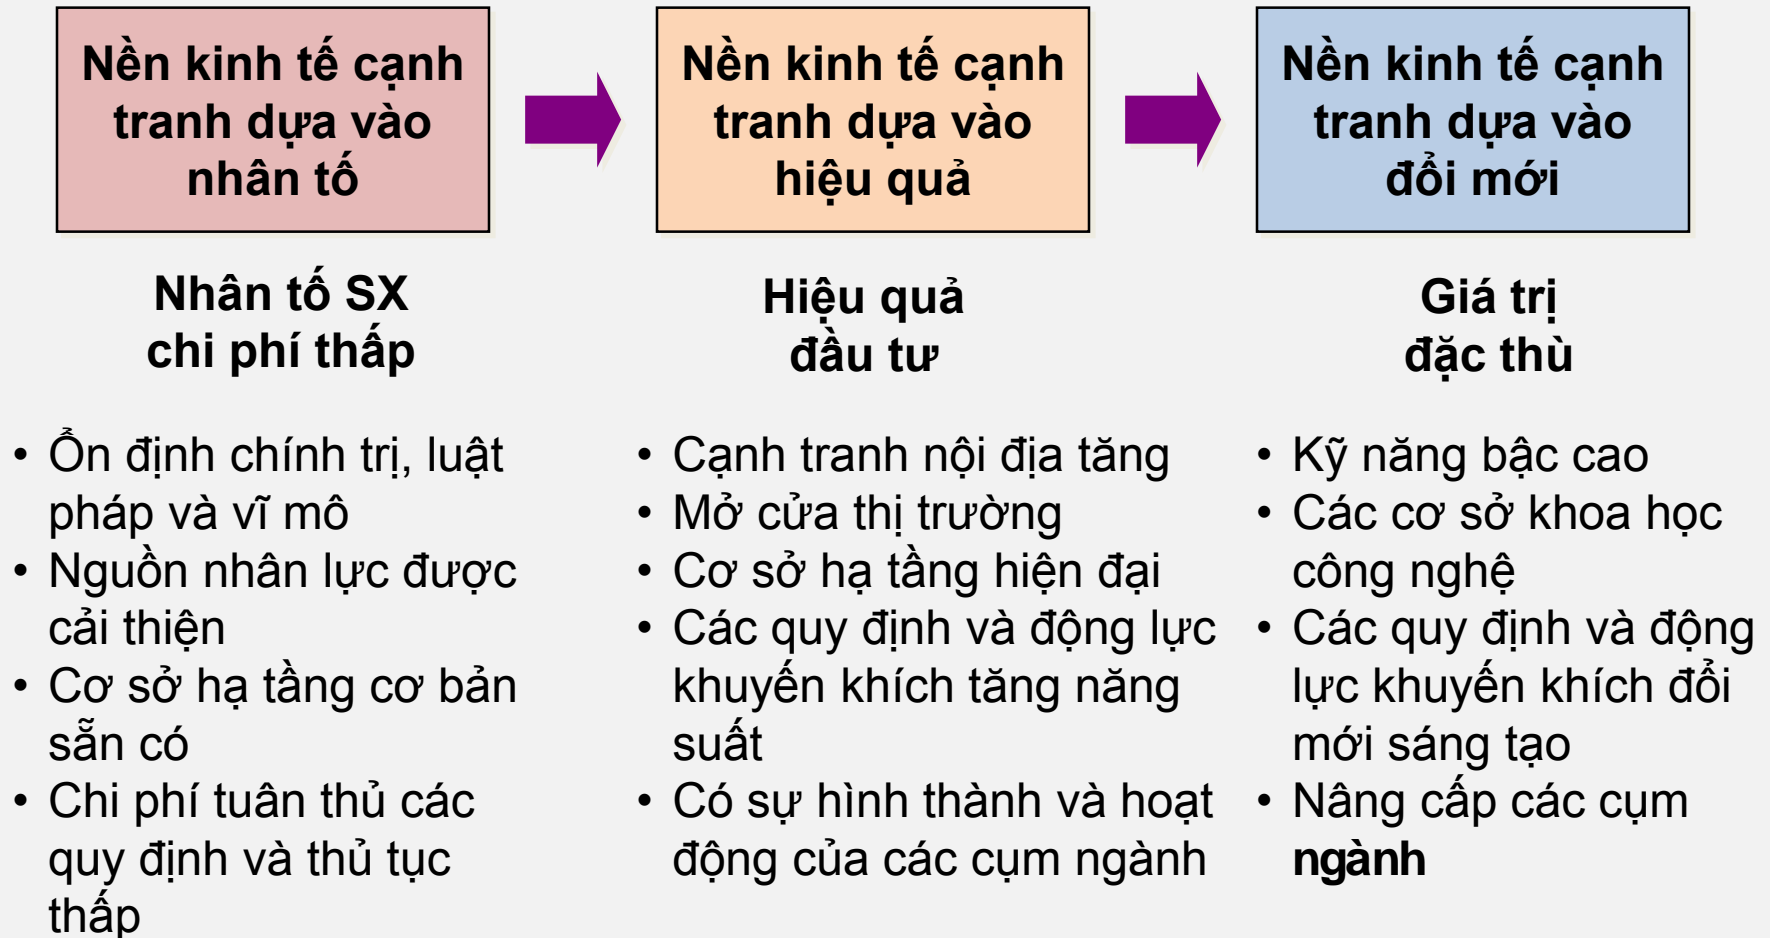 Nền kinh tế cạnh
tranh dựa vào
nhân tố
Nền kinh tế cạnh
tranh dựa vào
hiệu quả
Nền kinh tế cạnh
tranh dựa vào
đổi mới
Nhân tố SX
chi phí thấp
Hiệu quả
đầu tư
Giá trị
đặc thù
• Ổn định chính trị, luật
pháp và vĩ mô
• Nguồn nhân lực được
cải thiện
• Cơ sở hạ tầng cơ bản
sẵn có
• Chi phí tuân thủ các
quy định và thủ tục
thấp
• Cạnh tranh nội địa tăng
• Mở cửa thị trường
• Cơ sở hạ tầng hiện đại
• Các quy định và động lực
khuyến khích tăng năng
suất
• Có sự hình thành và hoạt
động của các cụm ngành
• Kỹ năng bậc cao
• Các cơ sở khoa học
công nghệ
• Các quy định và động
lực khuyến khích đổi
mới sáng tạo
• Nâng cấp các cụm
ngành